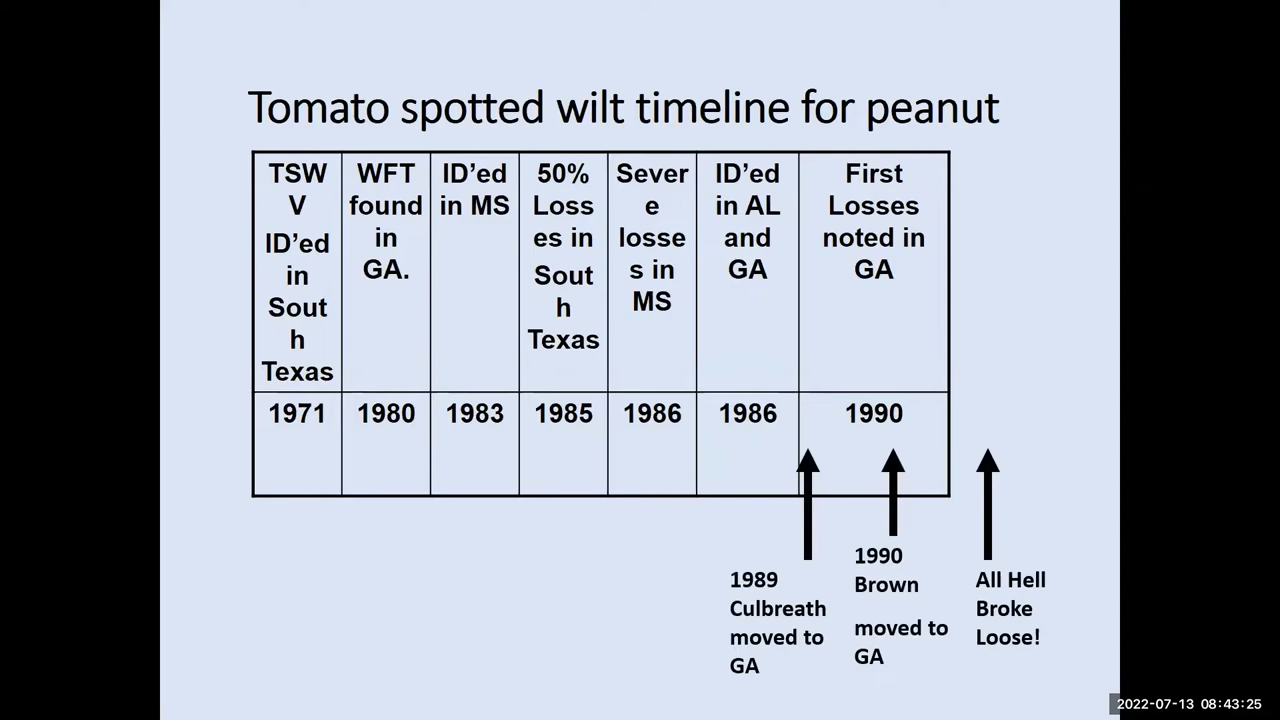 Tomato spotted wilt timeline for peanut
TSW
V
ID’ed
in
Sout
h
Texas
WFT
found
in
GA.
ID’ed
in MS
50%
Loss
es in
Sout
h
Texas
Sever
e
losse
s in
MS
ID’ed
in AL
and
GA
First
Losses
noted in
GA
1971
1980
1983
1985
1986
1986
1990
1989
Culbreath
moved to
GA
1990
Brown
moved to
GA
All Hell
Broke
Loose!
2022-07-13 08:43:25